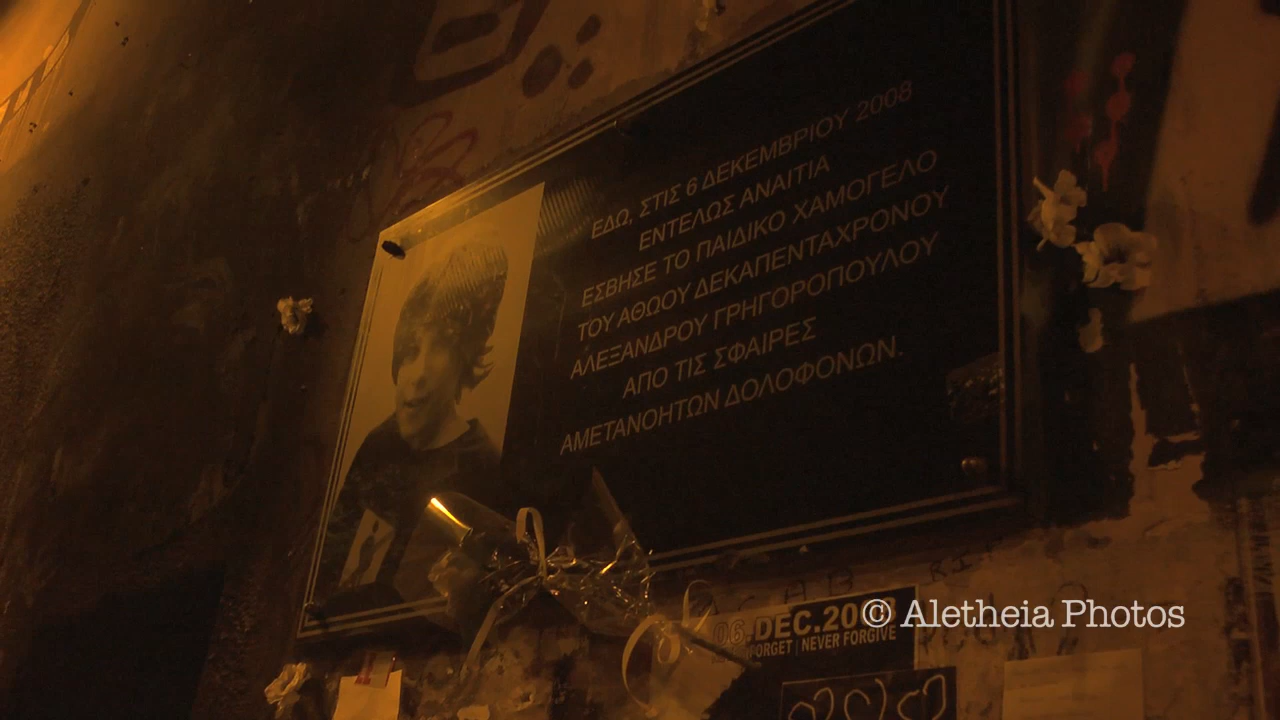 ΕΔΩ, ΣΤΙΣ 6 ΔΕΚΕΜΒΡΙΟΥ 2008
ΕΝΤΕΛΩΣ ΑΝΑΙΤΙΑ
ΕΣΒΗΣΕ ΤΟ ΠΑΙΔΙΚΟ ΧΑΜΟΓΕΛΟ
ΤΟΥ ΑΘΩΟΥ ΔΕΚΑΠΕΝΤΑΧΡΟΝΟΥ
ΑΛΕΞΑΝΔΡΟΥ ΓΡΗΓΟΡΟΠΟΥΛΟΥ
ΑΠΟ ΤΙΣ ΣΦΑΙΡΕΣ
ΑΜΕΤΑΝΟΗΤΩΝ ΔΟΛΟΦΟΝΩΝ.
06.DEC.2008
FORGET | NEVER FORGIVE
© Aletheia Photos